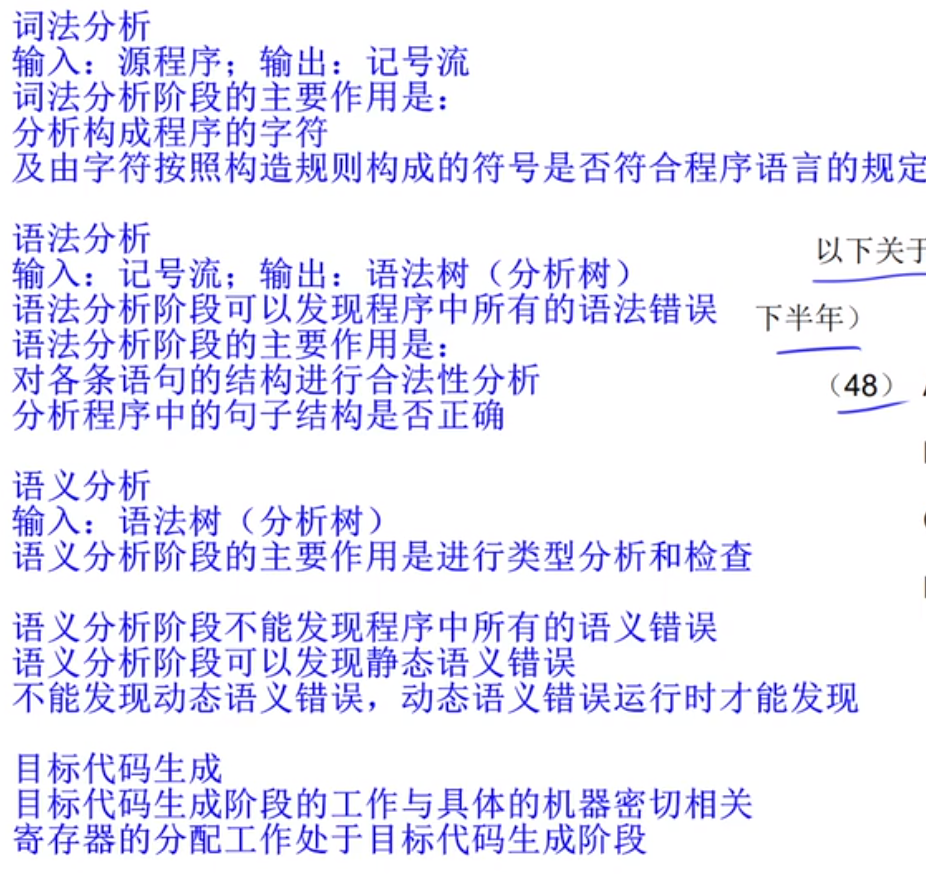 词法分析
输入：源程序；输出：记号流
词法分析阶段的主要作用是：
分析构成程序的字符
及由字符按照构造规则构成的符号是否符合程序语言的规定
语法分析
输入：记号流；输出：语法树（分析树）
语法分析阶段可以发现程序中所有的语法错误
语法分析阶段的主要作用是：
对各条语句的结构进行合法性分析
分析程序中的句子结构是否正确
语义分析
输入：语法树（分析树）
语义分析阶段的主要作用是进行类型分析和检查
语义分析阶段不能发现程序中所有的语义错误
语义分析阶段可以发现静态语义错误
不能发现动态语义错误，动态语义错误运行时才能发现
目标代码生成
目标代码生成阶段的工作与具体的机器密切相关
寄存器的分配工作处于目标代码生成阶段
以下关于
下半年）
（48）